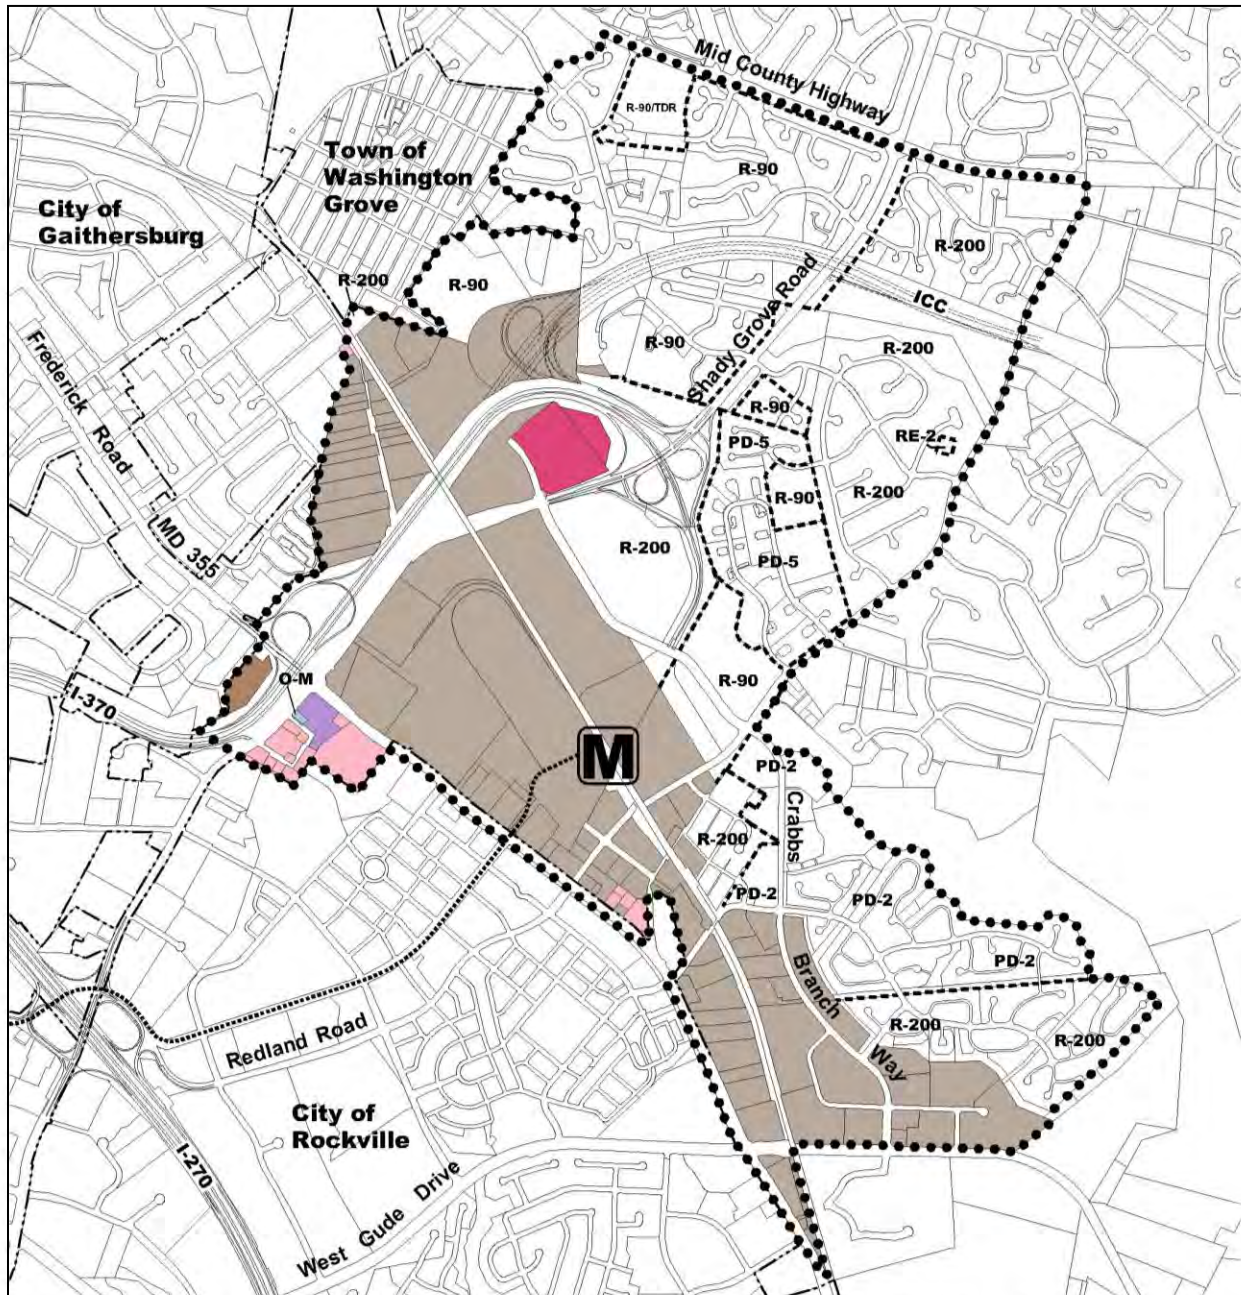 Mid County Highway
R-90/TDR
Town of
Washington
Grove
R-90
City of
Gaithersburg
R-200
R-200
R-90
ICC
Shady Grove Road
Frederick
Road
R-90
R-200
R-90
RE-2
PD-5
R-90
R-200
MD 355
R-200
PD-5
O-M
R-90
I-370
M
PD-2
Crabbs
R-200
PD-2
PD-2
PD-2
Branch
Way
R-200
R-200
Redland Road
City of
Rockville
I-270
West Gude Drive